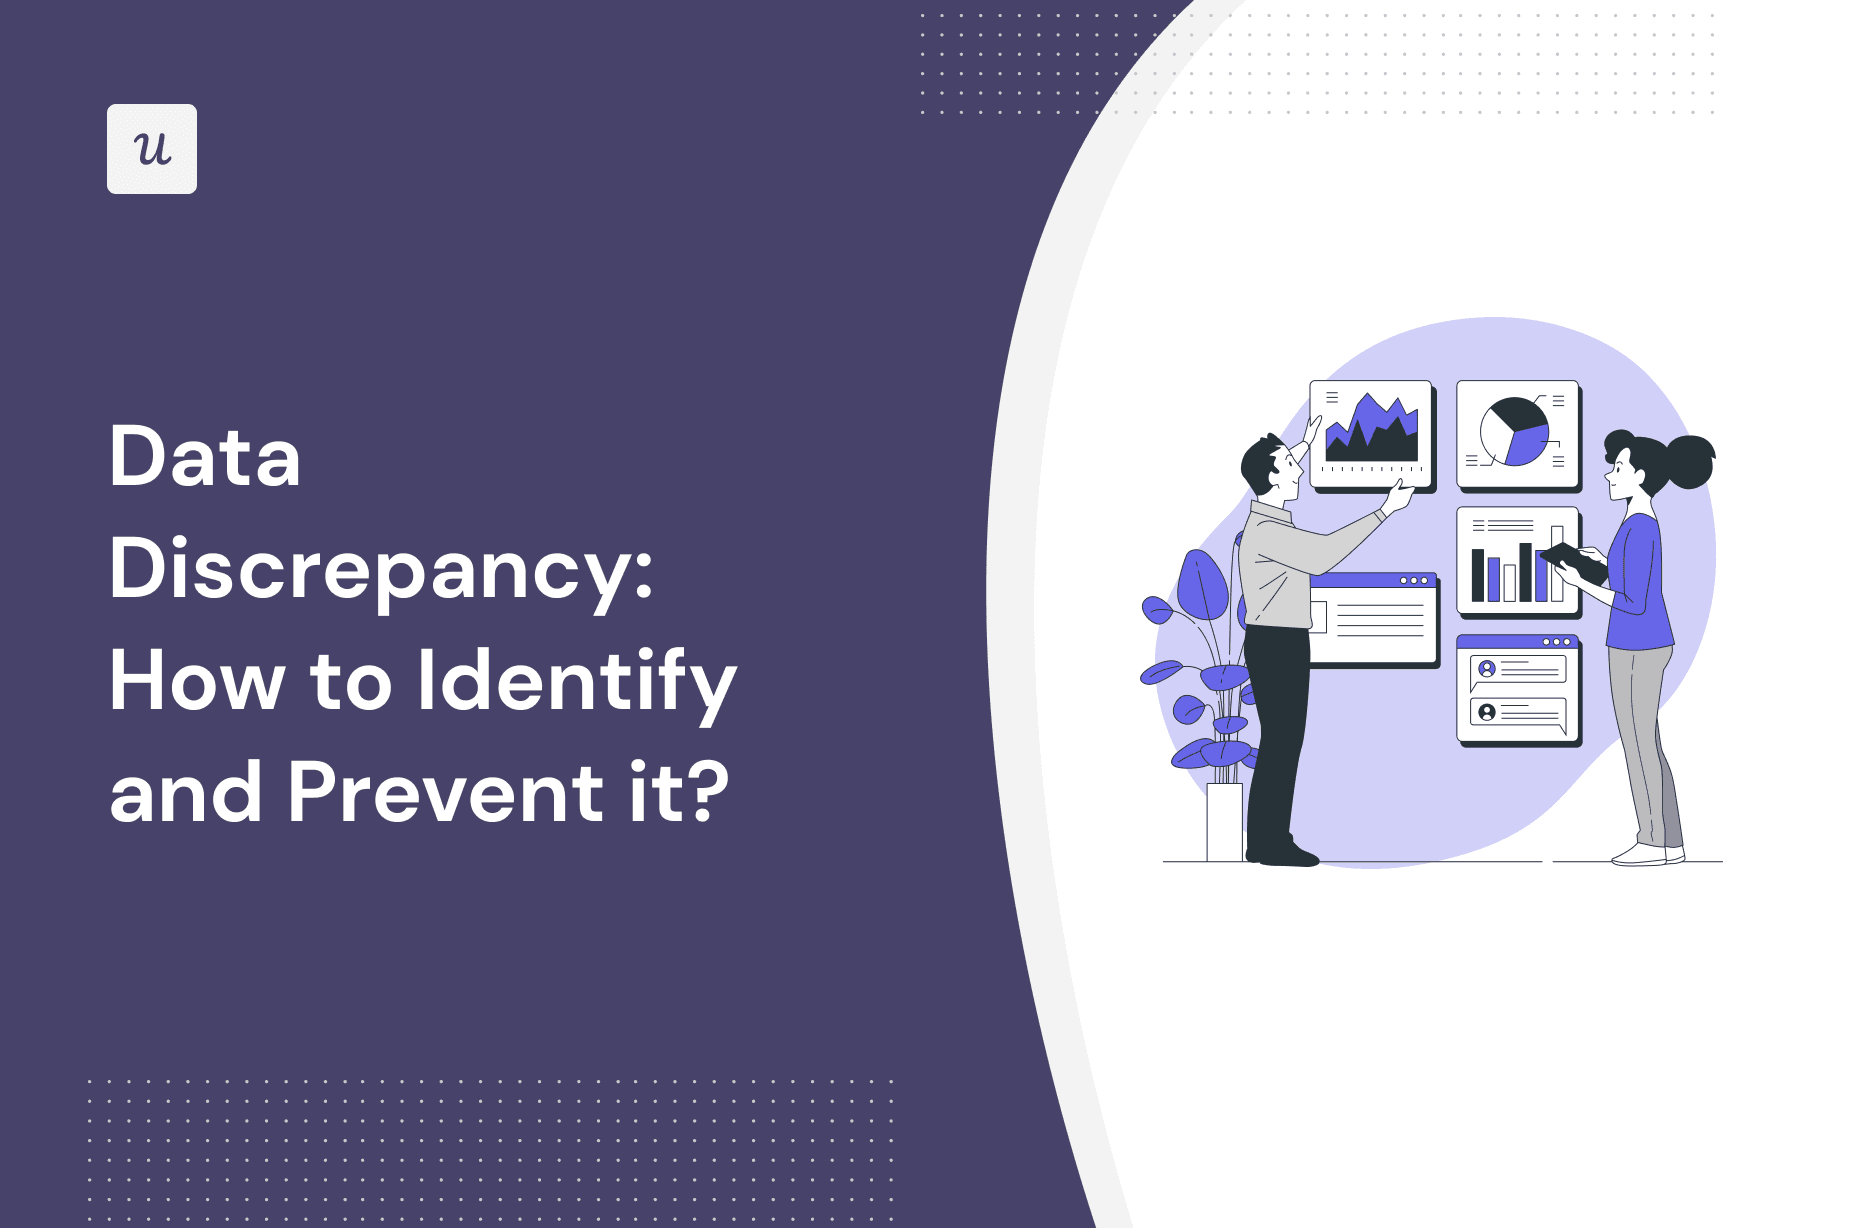 u
Data
Discrepancy:
How to Identify
and Prevent it?